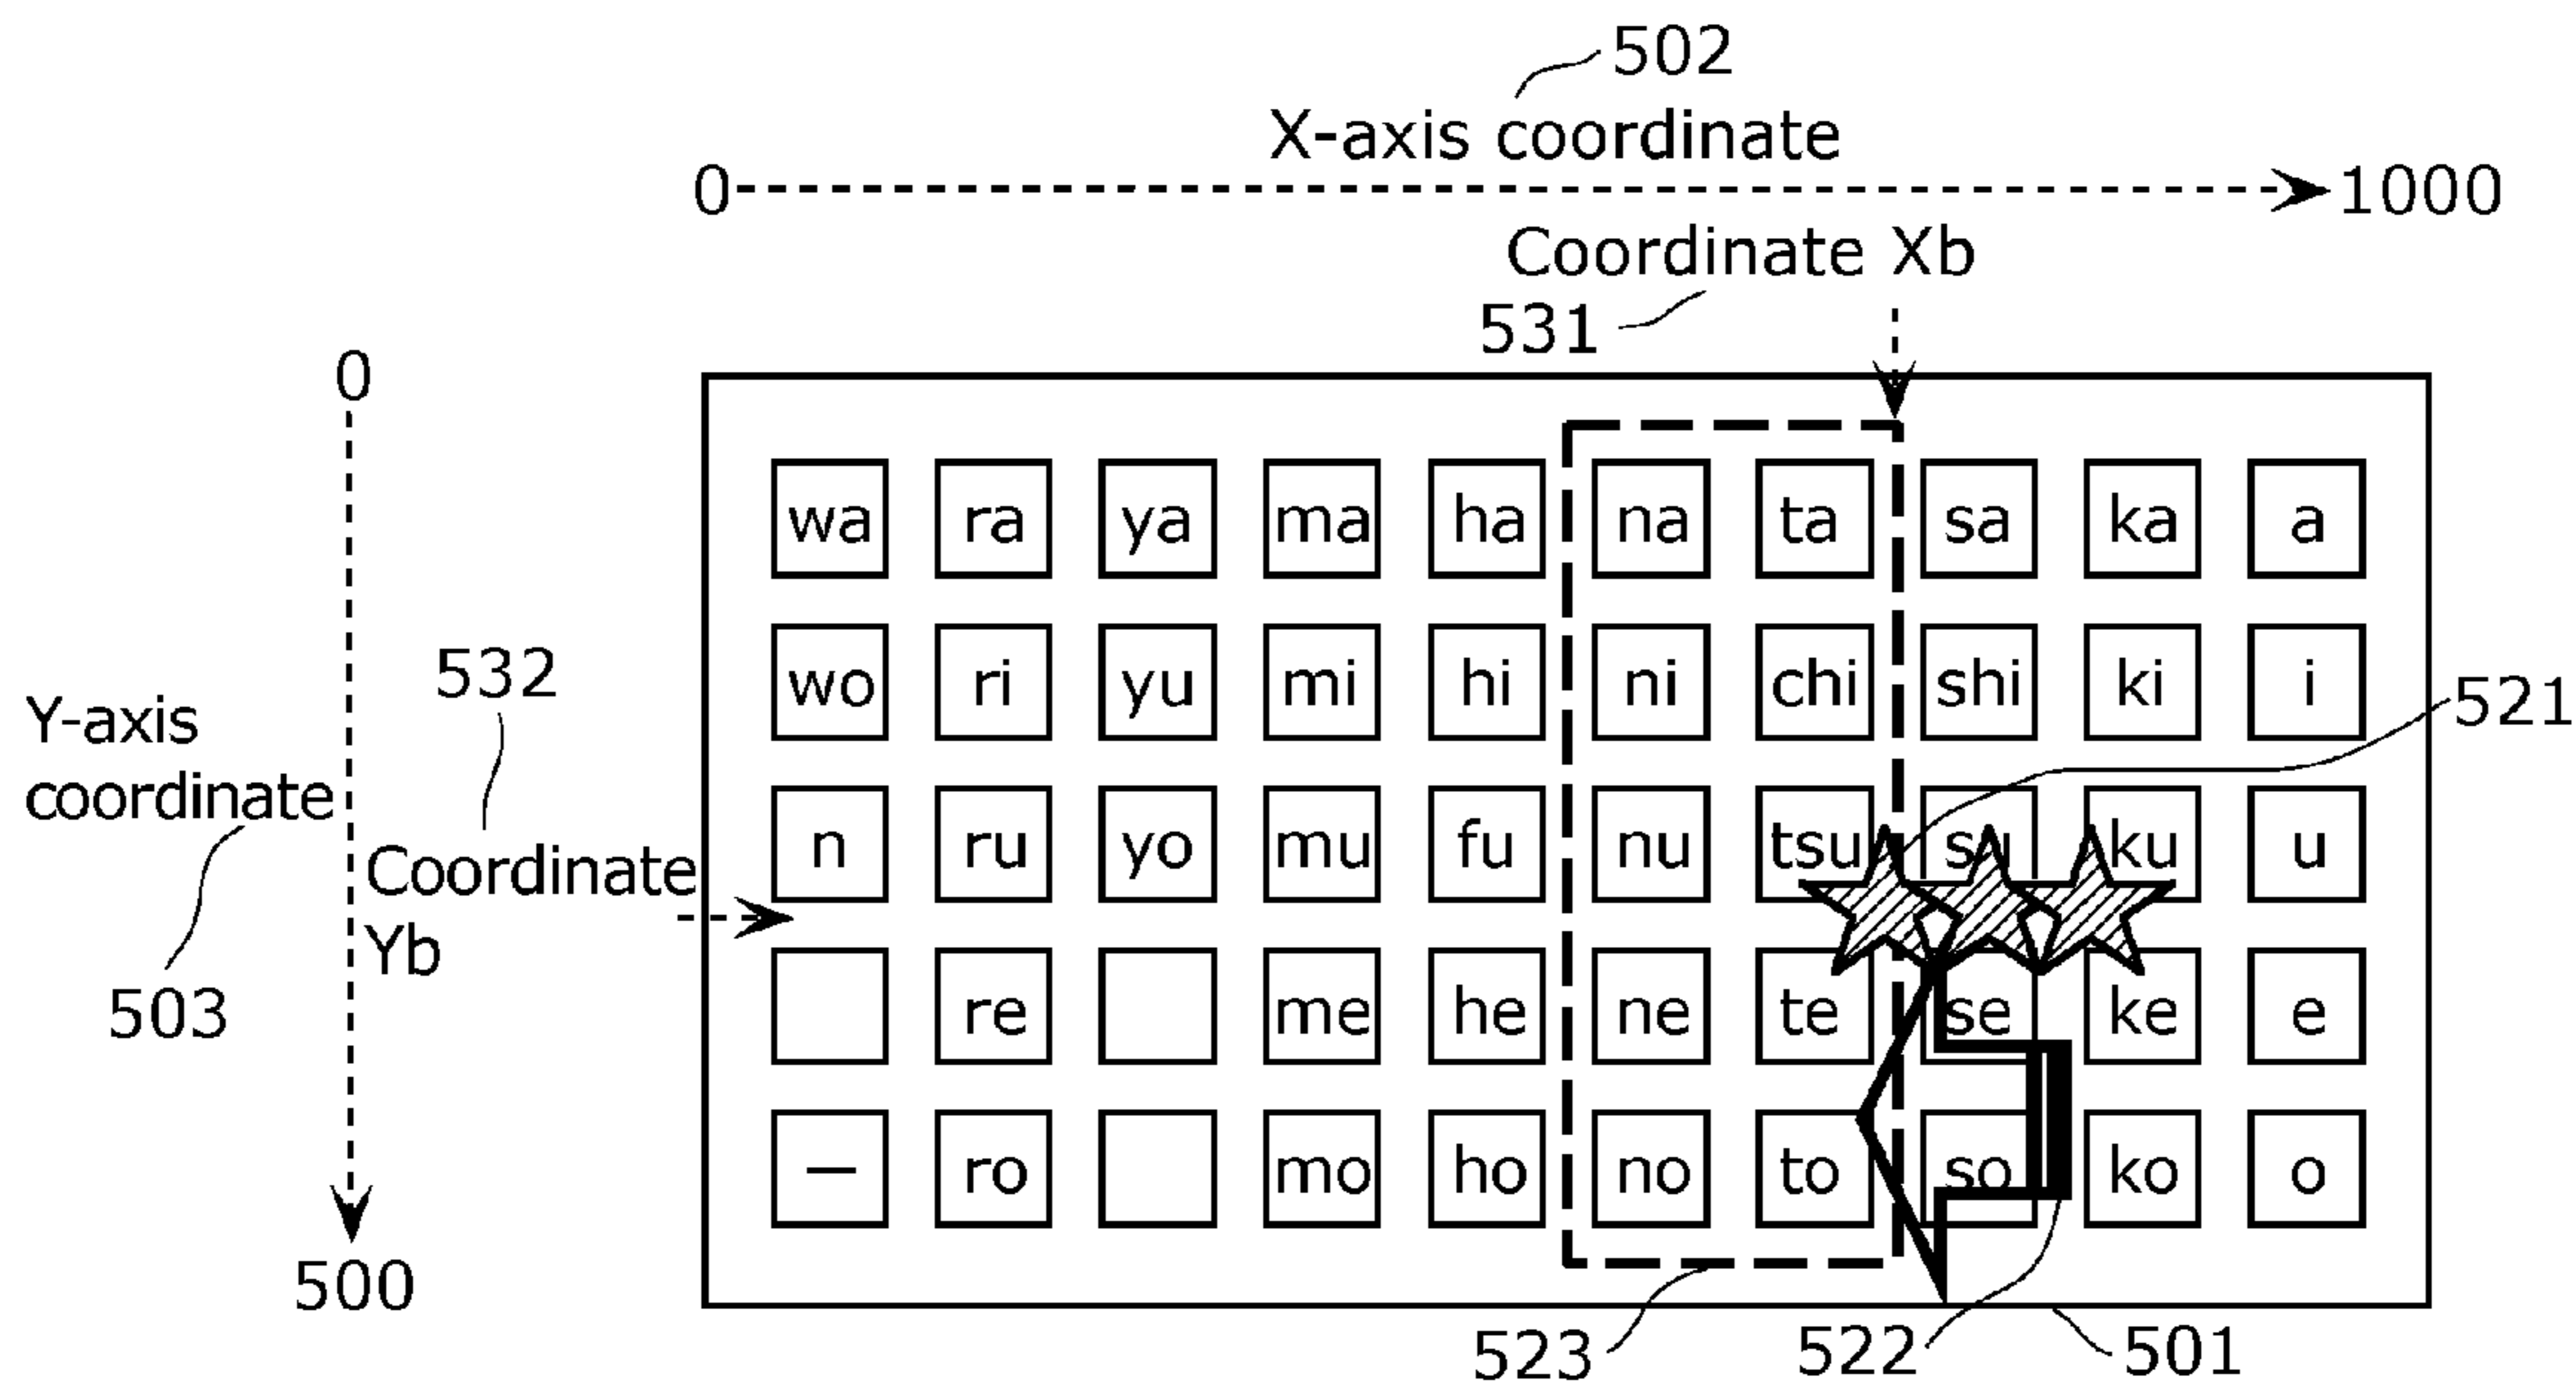 502
X-axis coordinate
0 1000
Coordinate Xb
531
0
wa ra ya ma ha na ta sa ka a
532
wo ri yu mi hi ni chi shi ki i
521
Y-axis
coordinate
503
Coordinate
Yb
n ru yo mu fu nu tsu su ku u
re me he ne te se ke e
— ro mo ho no to so ko o
500
523 522 501